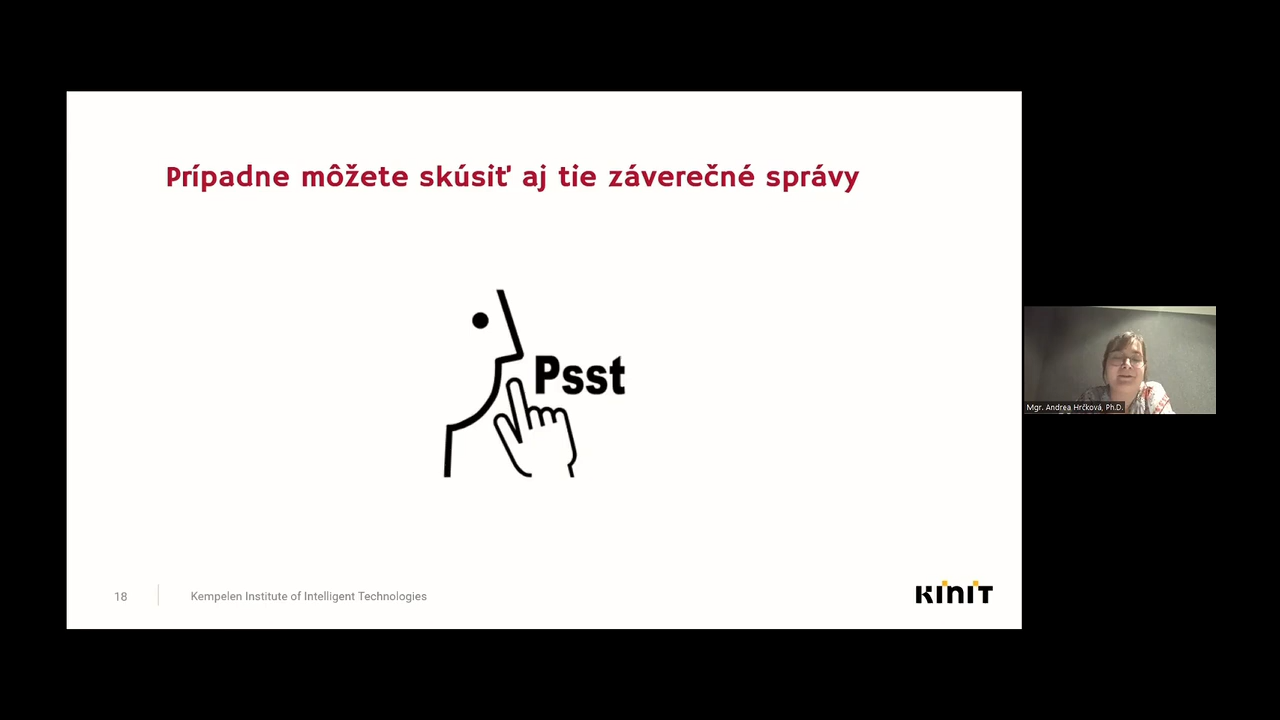 Prípadne môžete skúsiť aj tie záverečné správy
Psst
Mgr. Andrea Hrčková, Ph.D.
18
Kempelen Institute of Intelligent Technologies
KINIT